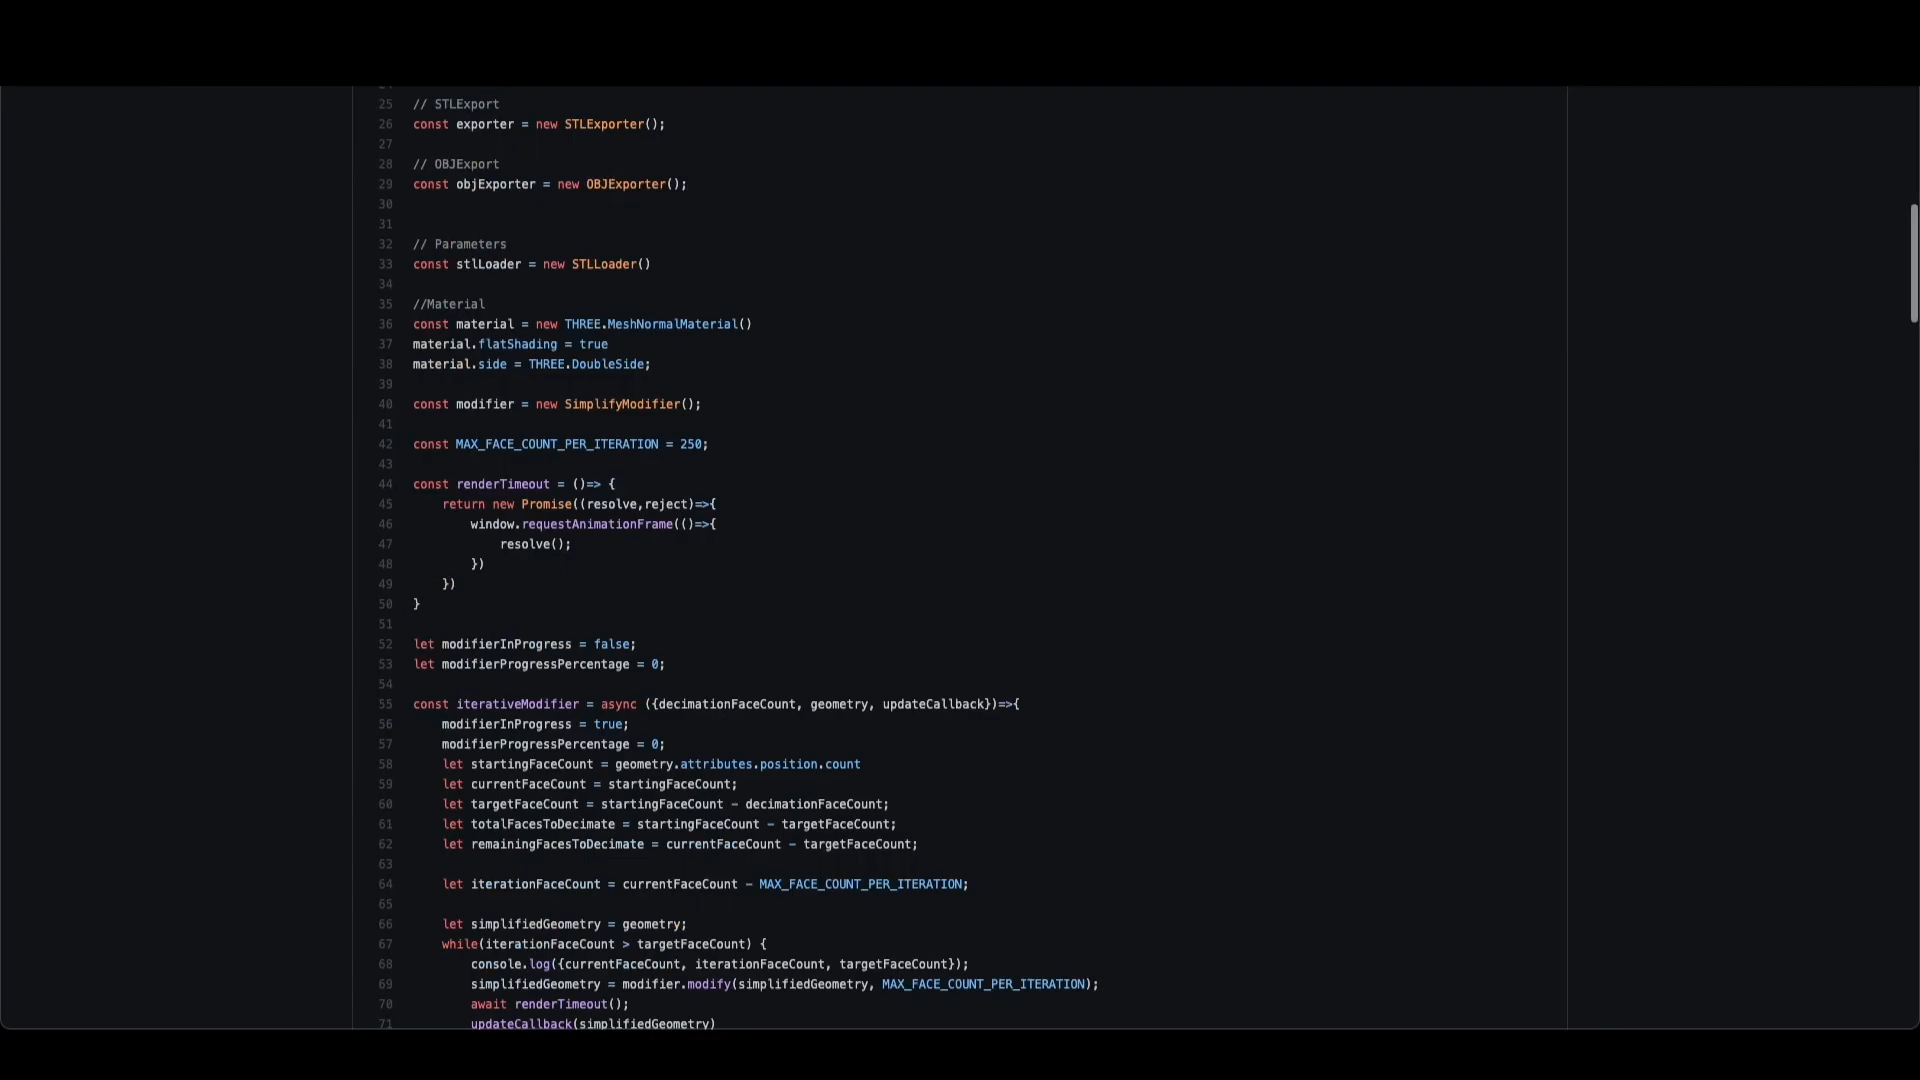 25 // STLExport
26 const exporter = new STLExporter();
27
28 // OBJExport
29 const objExporter = new OBJExporter();
30
31
32 // Parameters
33 const stlLoader = new STLLoader()
34
35 //Material
36 const material = new THREE.MeshNormalMaterial()
37 material.flatShading = true
38 material.side = THREE.DoubleSide;
39
40 const modifier = new SimplifyModifier();
41
42 const MAX_FACE_COUNT_PER_ITERATION = 250;
43
44 const renderTimeout = ()=> {
45     return new Promise((resolve,reject)=>{
46         window.requestAnimationFrame(()=>{
47             resolve();
48         })
49     })
50 }
51
52 let modifierInProgress = false;
53 let modifierProgressPercentage = 0;
54
55 const iterativeModifier = async ({decimationFaceCount, geometry, updateCallback})=>{
56     modifierInProgress = true;
57     modifierProgressPercentage = 0;
58     let startingFaceCount = geometry.attributes.position.count
59     let currentFaceCount = startingFaceCount;
60     let targetFaceCount = startingFaceCount - decimationFaceCount;
61     let totalFacesToDecimate = startingFaceCount - targetFaceCount;
62     let remainingFacesToDecimate = currentFaceCount - targetFaceCount;
63
64     let iterationFaceCount = currentFaceCount - MAX_FACE_COUNT_PER_ITERATION;
65
66     let simplifiedGeometry = geometry;
67     while(iterationFaceCount > targetFaceCount) {
68         console.log({currentFaceCount, iterationFaceCount, targetFaceCount});
69         simplifiedGeometry = modifier.modify(simplifiedGeometry, MAX_FACE_COUNT_PER_ITERATION);
70         await renderTimeout();
71         updateCallback(simplifiedGeometry)